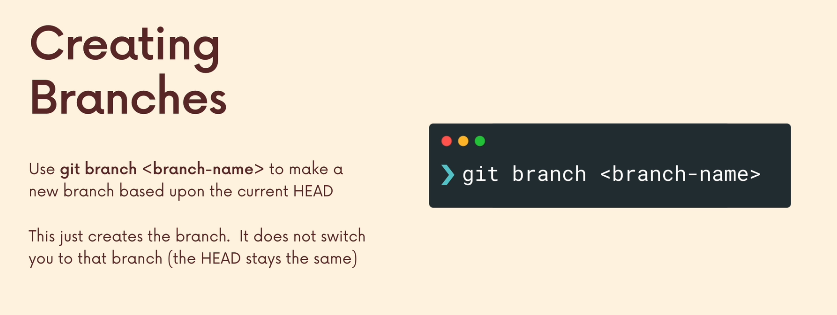 Creating
Branches
Use git branch <branch-name> to make a
new branch based upon the current HEAD
This just creates the branch.  It does not switch
you to that branch (the HEAD stays the same)
❯ git branch <branch-name>